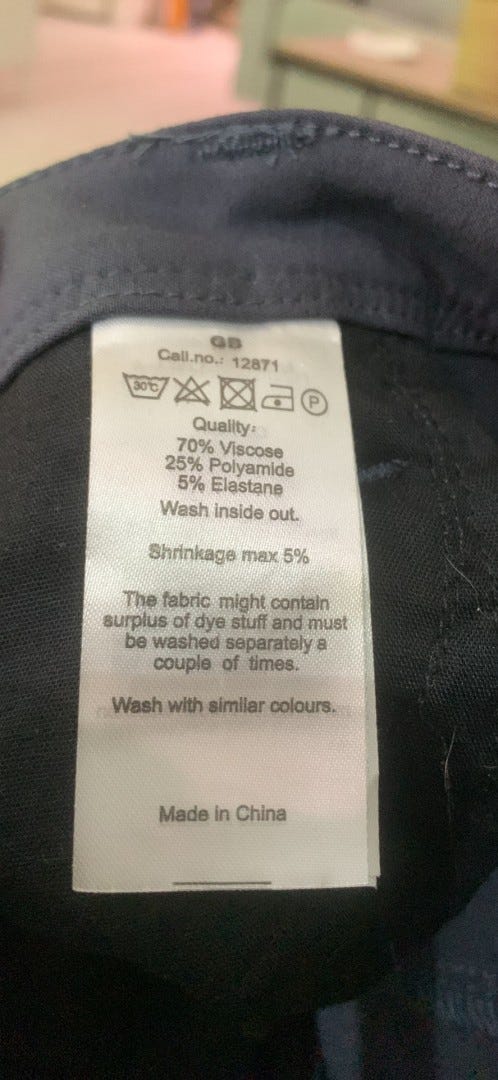 GB
Call.no.: 12871
30°C P
Quality:
70% Viscose
25% Polyamide
5% Elastane
Wash inside out.
Shrinkage max 5%
The fabric might contain
surplus of dye stuff and must
be washed separately a
couple of times.
Wash with similar colours.
Made in China